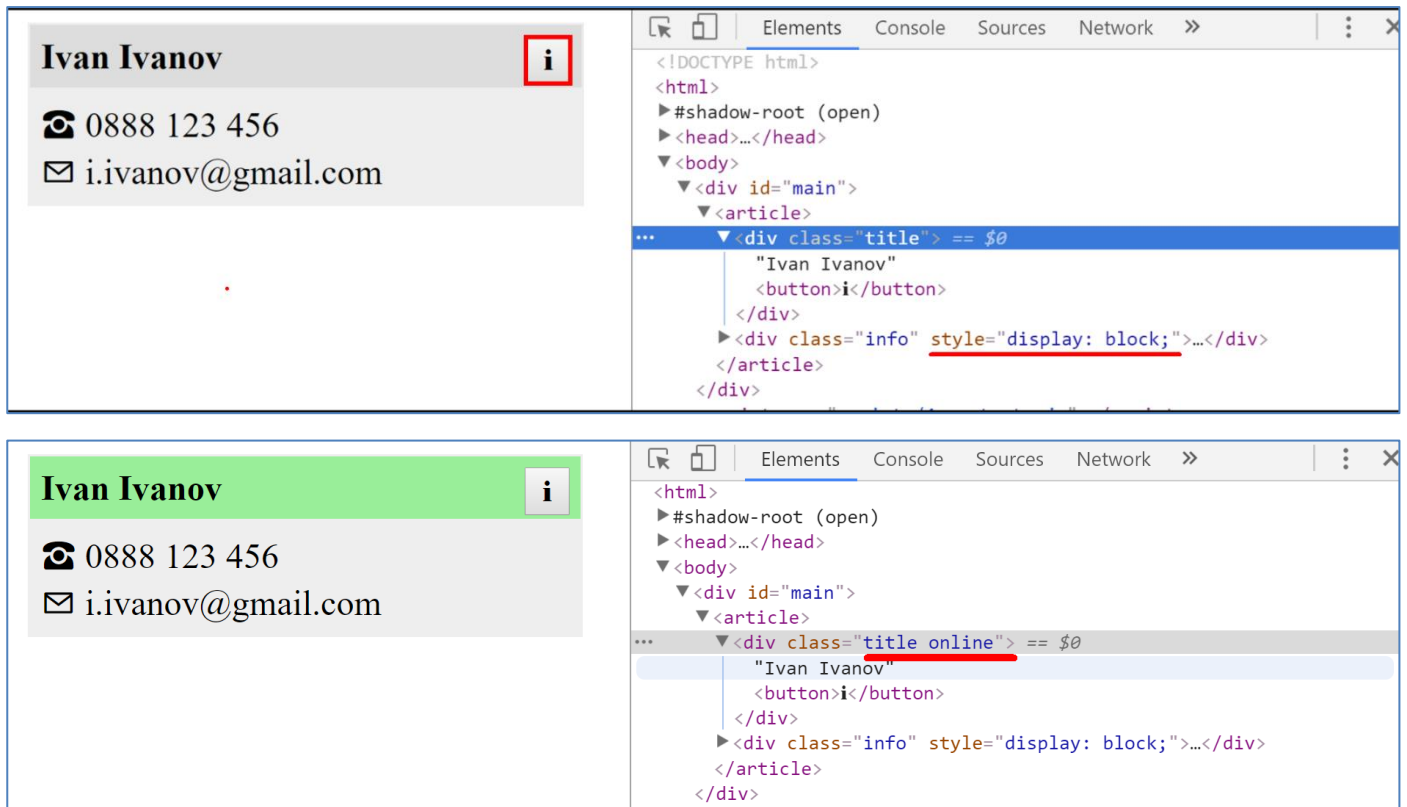 Ivan Ivanov
ℹ
☎ 0888 123 456
✉ i.ivanov@gmail.com
Elements Console Sources Network »
<!DOCTYPE html>
<html>
▶#shadow-root (open)
▶<head>…</head>
▼<body>
▼<div id="main">
▼<article>
… ▼<div class="title"> == $0
"Ivan Ivanov"
<button>ℹ</button>
</div>
▶<div class="info" style="display: block;">…</div>
</article>
</div>
Ivan Ivanov
ℹ
☎ 0888 123 456
✉ i.ivanov@gmail.com
Elements Console Sources Network »
<html>
▶#shadow-root (open)
▶<head>…</head>
▼<body>
▼<div id="main">
▼<article>
… ▼<div class="title online"> == $0
"Ivan Ivanov"
<button>ℹ</button>
</div>
▶<div class="info" style="display: block;">…</div>
</article>
</div>